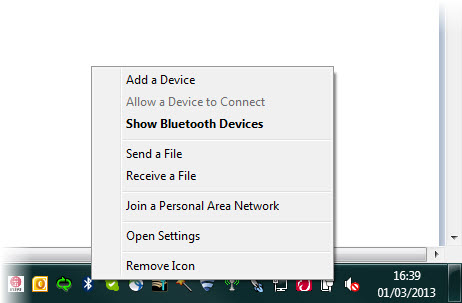 Add a Device
Allow a Device to Connect
Show Bluetooth Devices
Send a File
Receive a File
Join a Personal Area Network
Open Settings
Remove Icon
16:39
01/03/2013